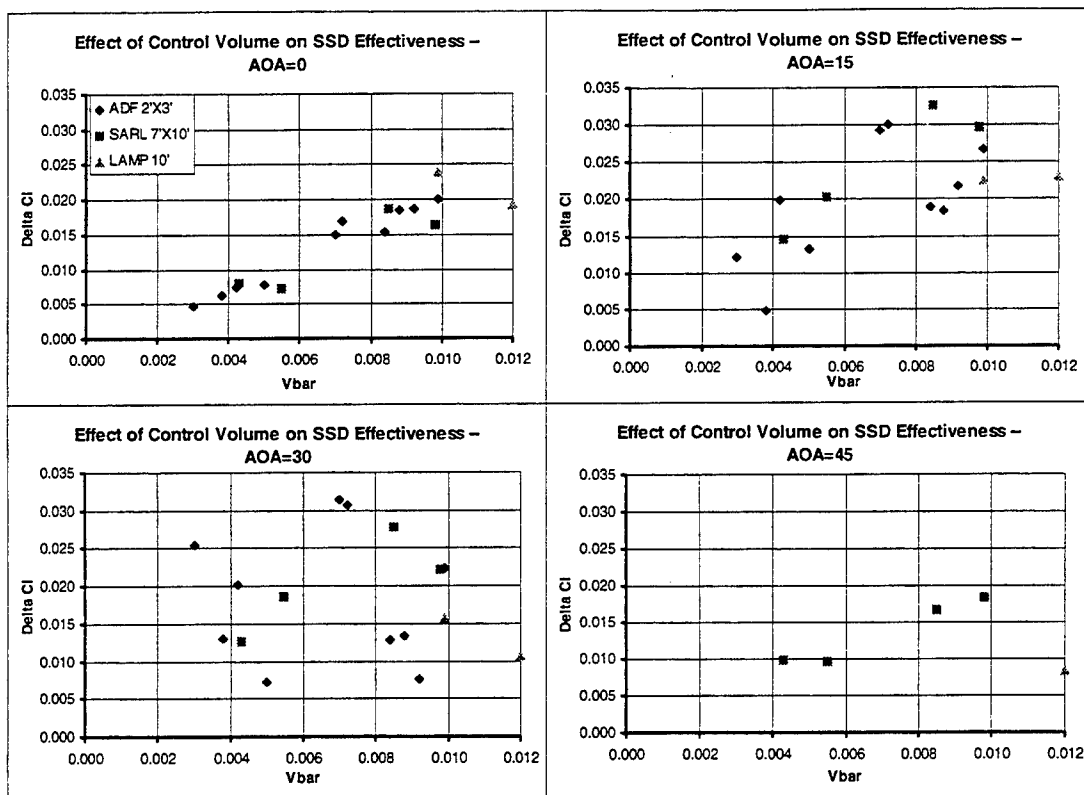 Effect of Control Volume on SSD Effectiveness –
AOA=0
0.035
0.030
0.025
0.020
0.015
0.010
0.005
0.000
Delta Cl
ADF 2'X3'
SARL 7'X10'
LAMP 10'
0.000 0.002 0.004 0.006 0.008 0.010 0.012
Vbar
Effect of Control Volume on SSD Effectiveness –
AOA=15
0.035
0.030
0.025
0.020
0.015
0.010
0.005
0.000
Delta Cl
0.000 0.002 0.004 0.006 0.008 0.010 0.012
Vbar
Effect of Control Volume on SSD Effectiveness –
AOA=30
0.035
0.030
0.025
0.020
0.015
0.010
0.005
0.000
Delta Cl
0.000 0.002 0.004 0.006 0.008 0.010 0.012
Vbar
Effect of Control Volume on SSD Effectiveness –
AOA=45
0.035
0.030
0.025
0.020
0.015
0.010
0.005
0.000
Delta Cl
0.000 0.002 0.004 0.006 0.008 0.010 0.012
Vbar